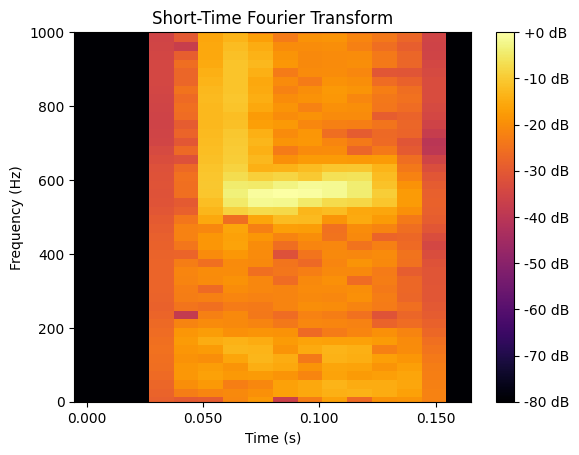 Short-Time Fourier Transform
1000
800
600
400
200
0
Frequency (Hz)
0.000
0.050
0.100
0.150
Time (s)
+0 dB
-10 dB
-20 dB
-30 dB
-40 dB
-50 dB
-60 dB
-70 dB
-80 dB